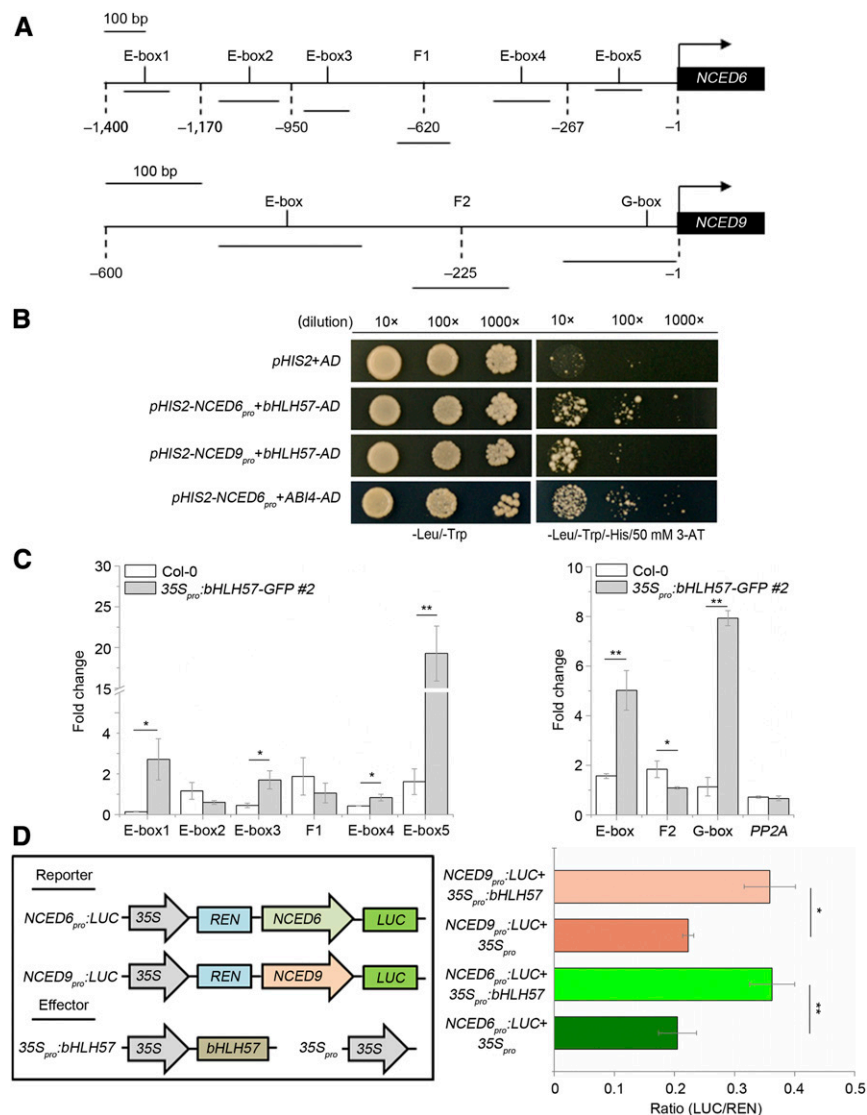 A
100 bp
E-box1 E-box2 E-box3 F1 E-box4 E-box5
NCED6
–1,400 –1,170 –950 –620 –267 –1
100 bp
E-box F2 G-box
NCED9
–600 –225 –1
B
(dilution) 10× 100× 1000× 10× 100× 1000×
pHIS2+AD
pHIS2-NCED6pro+bHLH57-AD
pHIS2-NCED9pro+bHLH57-AD
pHIS2-NCED6pro+ABI4-AD
-Leu/-Trp -Leu/-Trp/-His/50 mM 3-AT
C
Col-0
35Spro:bHLH57-GFP #2
Fold change
30
25
20
15
4
2
0
* * * **
E-box1 E-box2 E-box3 F1 E-box4 E-box5
Col-0
35Spro:bHLH57-GFP #2
Fold change
10
8
6
4
2
0
** * **
E-box F2 G-box PP2A
D
Reporter
NCED6pro:LUC 35S REN NCED6 LUC
NCED9pro:LUC 35S REN NCED9 LUC
Effector
35Spro:bHLH57 35S bHLH57 35Spro 35S
NCED9pro:LUC+
35Spro:bHLH57
NCED9pro:LUC+
35Spro
NCED6pro:LUC+
35Spro:bHLH57
NCED6pro:LUC+
35Spro
*
**
0 0.1 0.2 0.3 0.4 0.5
Ratio (LUC/REN)